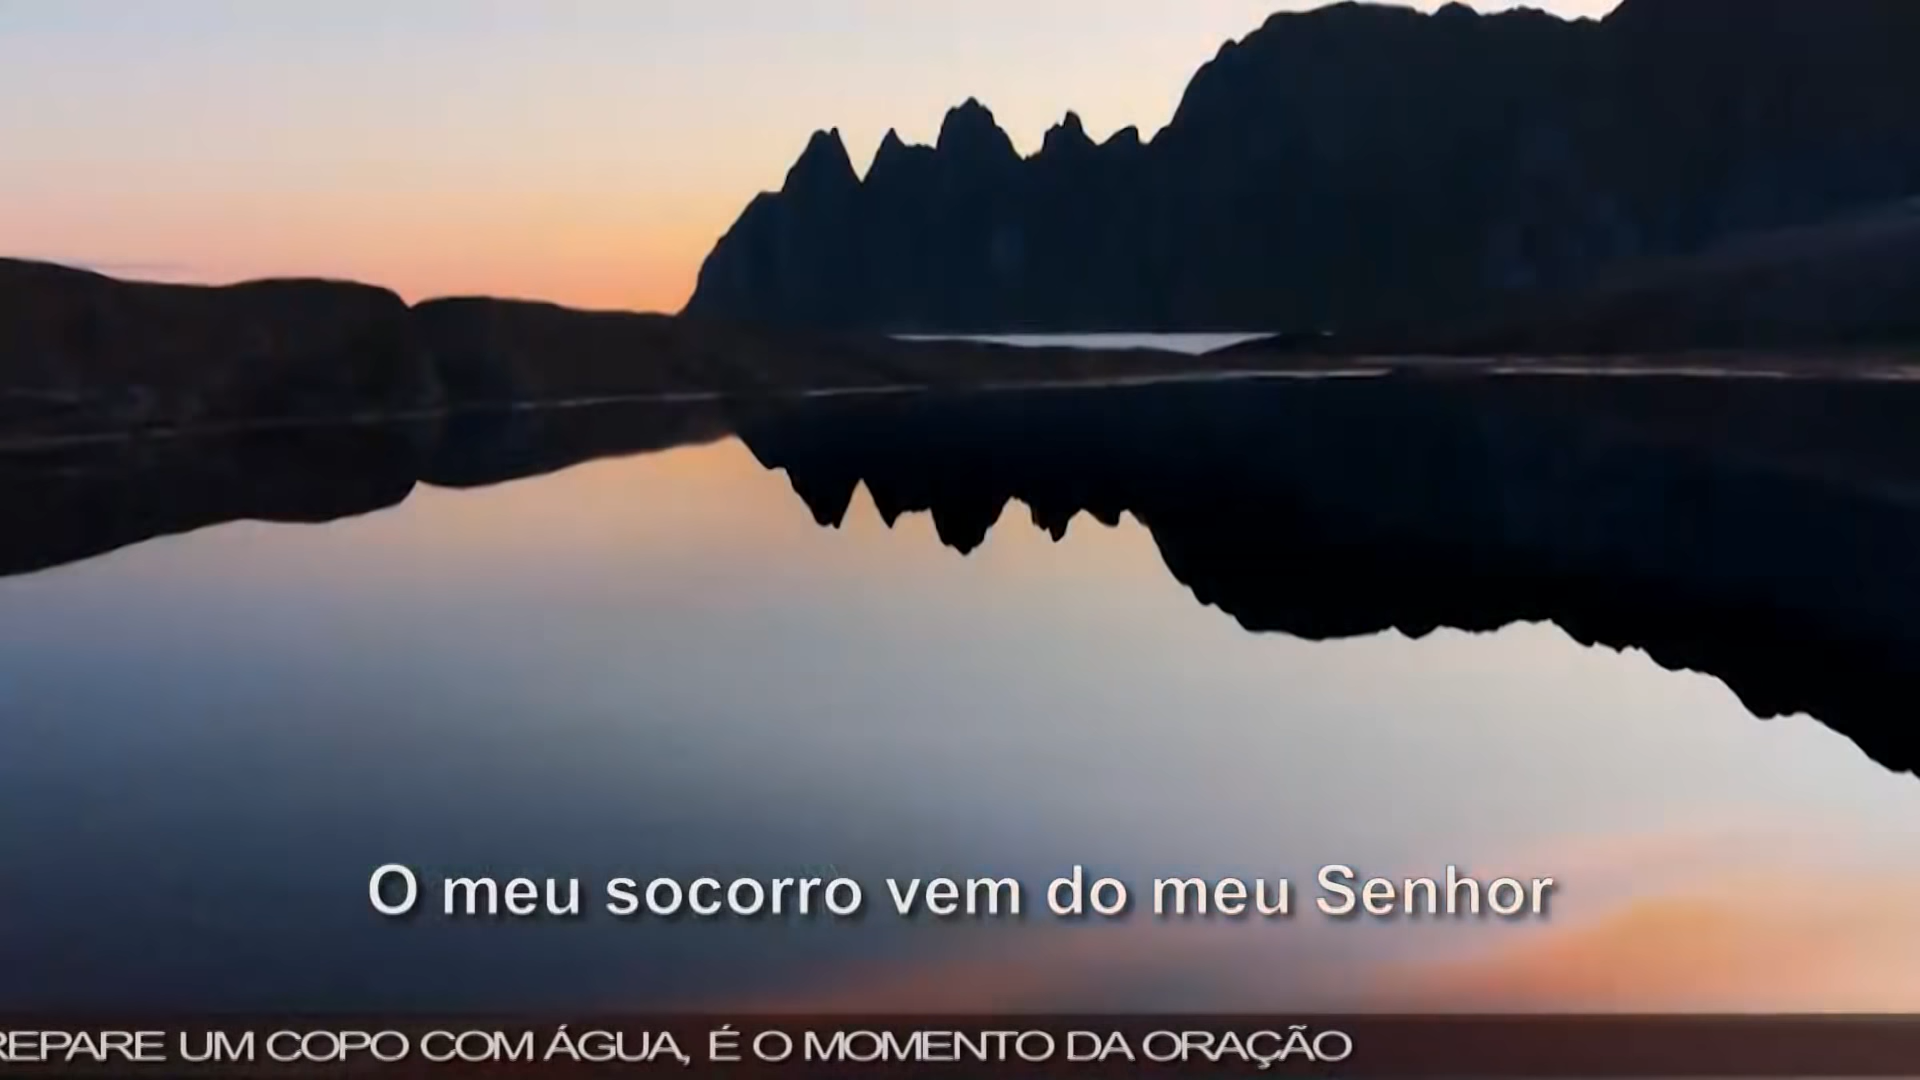 O meu socorro vem do meu Senhor
REPARE UM COPO COM ÁGUA, É O MOMENTO DA ORAÇÃO